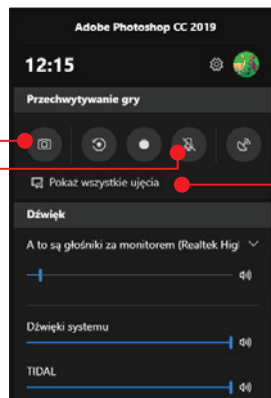 Adobe Photoshop CC 2019
12:15
Przechwytywanie gry
Pokaż wszystkie ujęcia
Dźwięk
A to są głośniki za monitorem (Realtek Higl
Dźwięki systemu
TIDAL